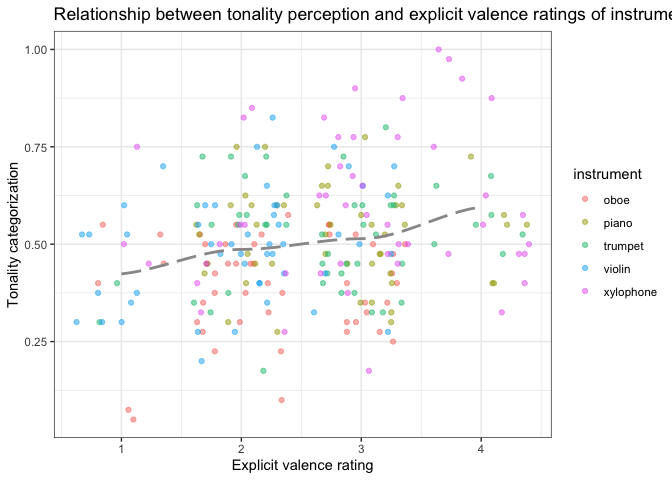 Relationship between tonality perception and explicit valence ratings of instrume
1.00
0.75
0.50
0.25
Tonality categorization
1 2 3 4
Explicit valence rating
instrument
oboe
piano
trumpet
violin
xylophone